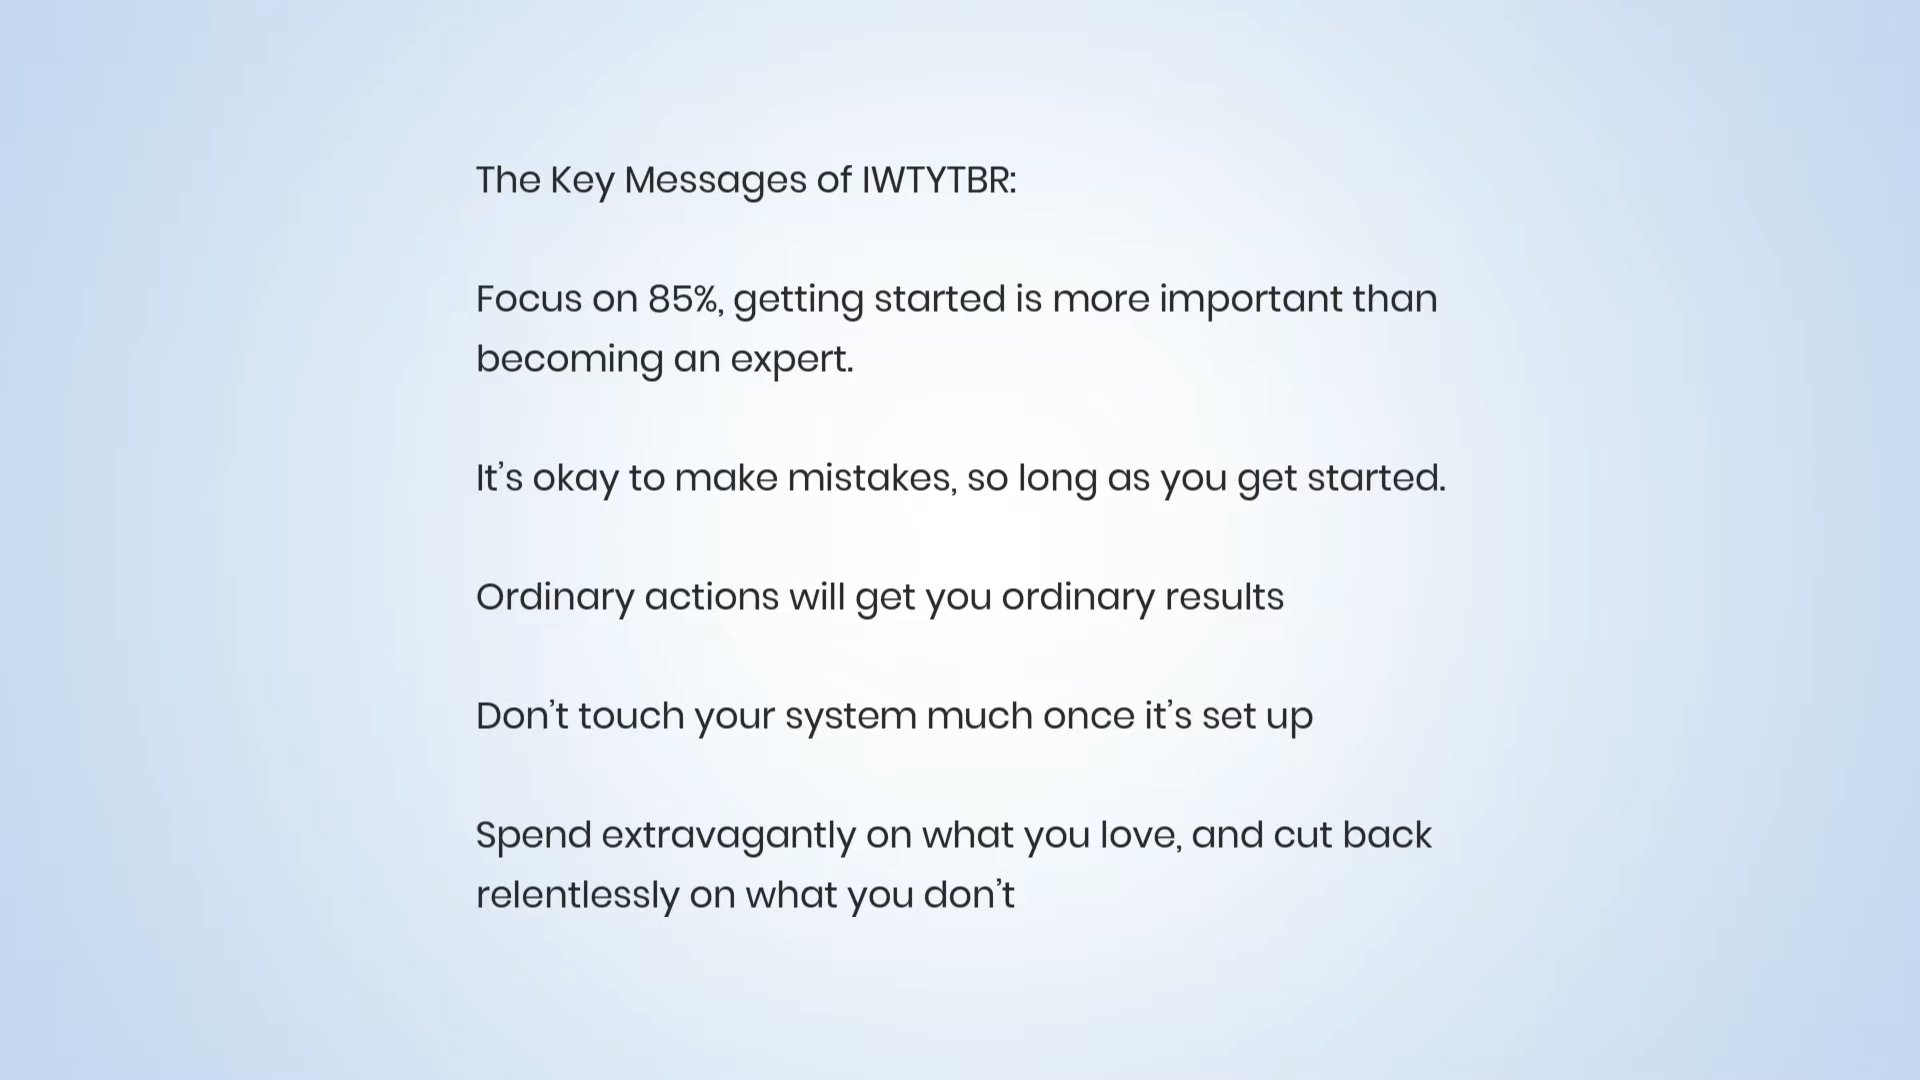 The Key Messages of IWTYTBR:
Focus on 85%, getting started is more important than
becoming an expert.
It’s okay to make mistakes, so long as you get started.
Ordinary actions will get you ordinary results
Don’t touch your system much once it’s set up
Spend extravagantly on what you love, and cut back
relentlessly on what you don’t